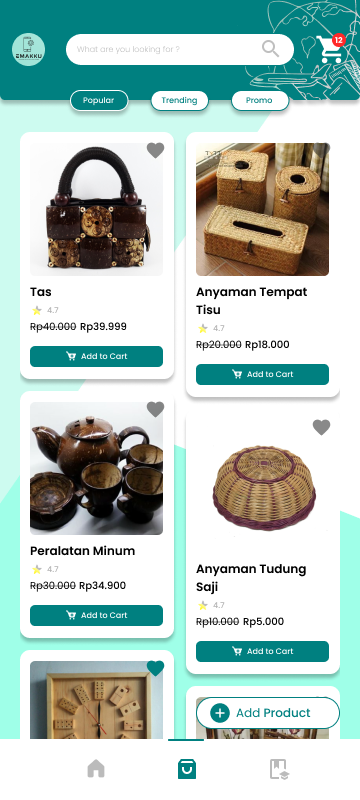 EMAKKU
What are you looking for ?
12
Popular
Trending
Promo
Tas
4.7
Rp40.000 Rp39.999
Add to Cart
Anyaman Tempat
Tisu
4.7
Rp20.000 Rp18.000
Add to Cart
Peralatan Minum
4.7
Rp30.000 Rp34.900
Add to Cart
Anyaman Tudung
Saji
4.7
Rp10.000 Rp5.000
Add to Cart
Add Product